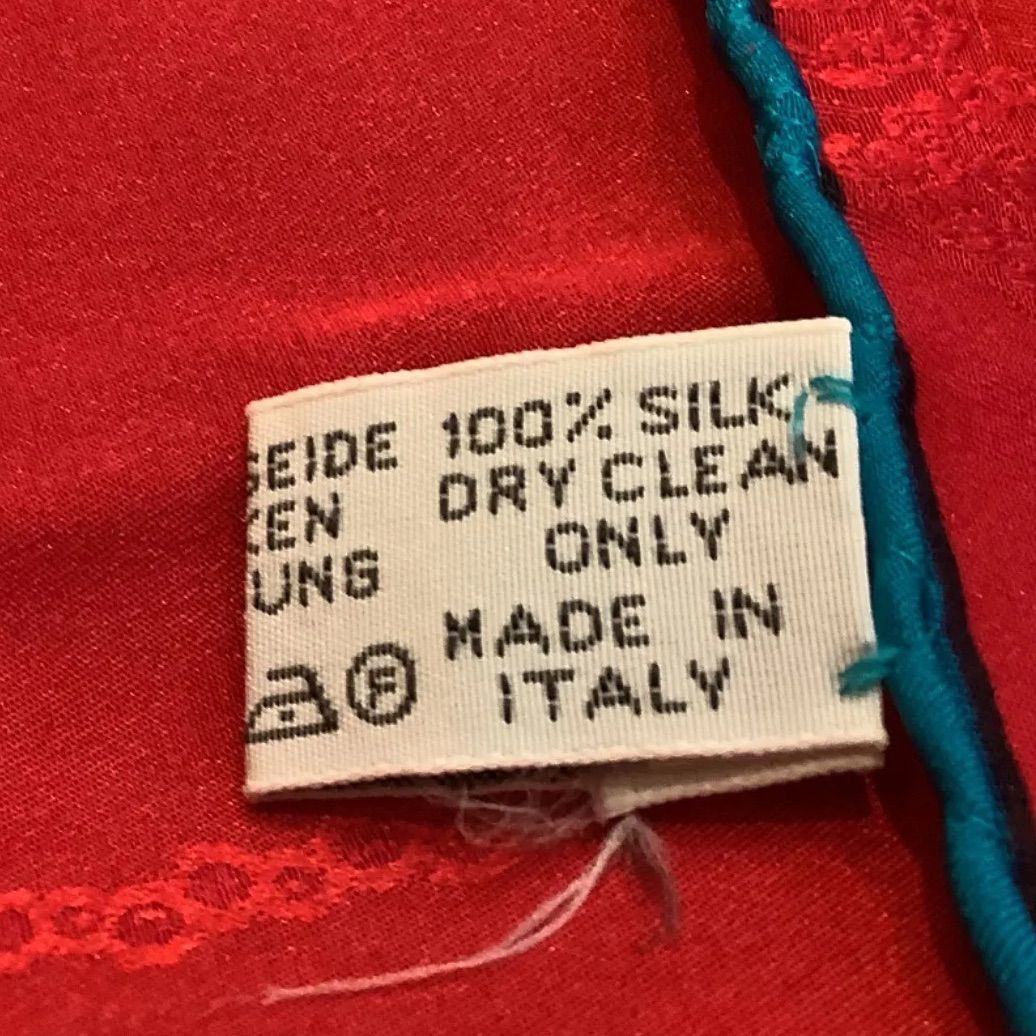 SEIDE
KEN
UNG
F
100% SILK
DRY CLEAN
ONLY
MADE IN
ITALY